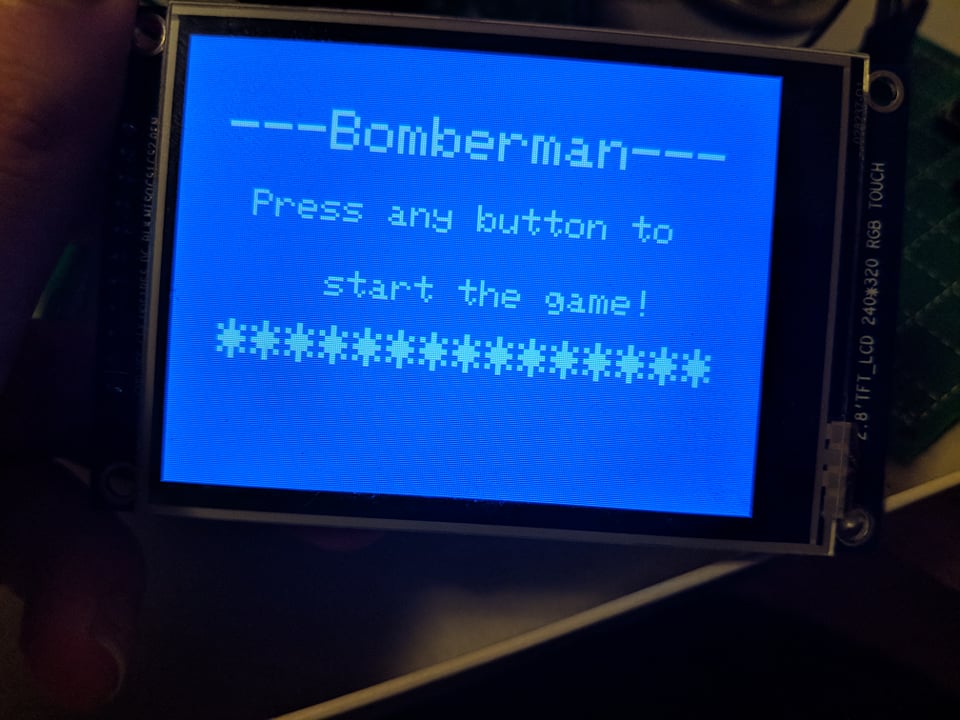 ---Bomberman---
Press any button to
start the game!
***************
2.8'TFT_LCD 240*320 RGB TOUCH